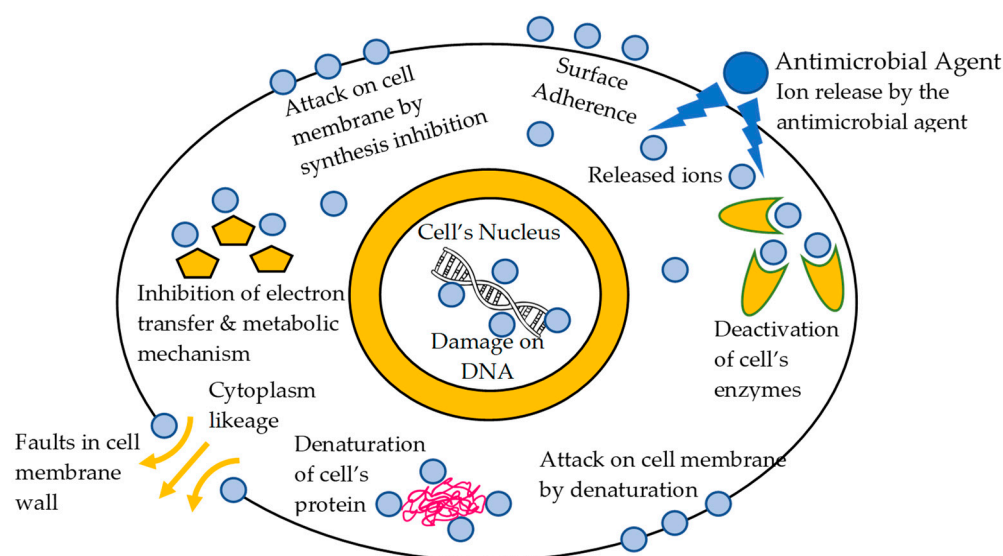 Attack on cell
membrane by
synthesis inhibition
Surface
Adherence
Antimicrobial Agent
Ion release by the
antimicrobial agent
Released ions
Cell's Nucleus
Damage on
DNA
Inhibition of electron
transfer & metabolic
mechanism
Deactivation
of cell's
enzymes
Cytoplasm
likeage
Faults in cell
membrane
wall
Denaturation
of cell's
protein
Attack on cell membrane
by denaturation